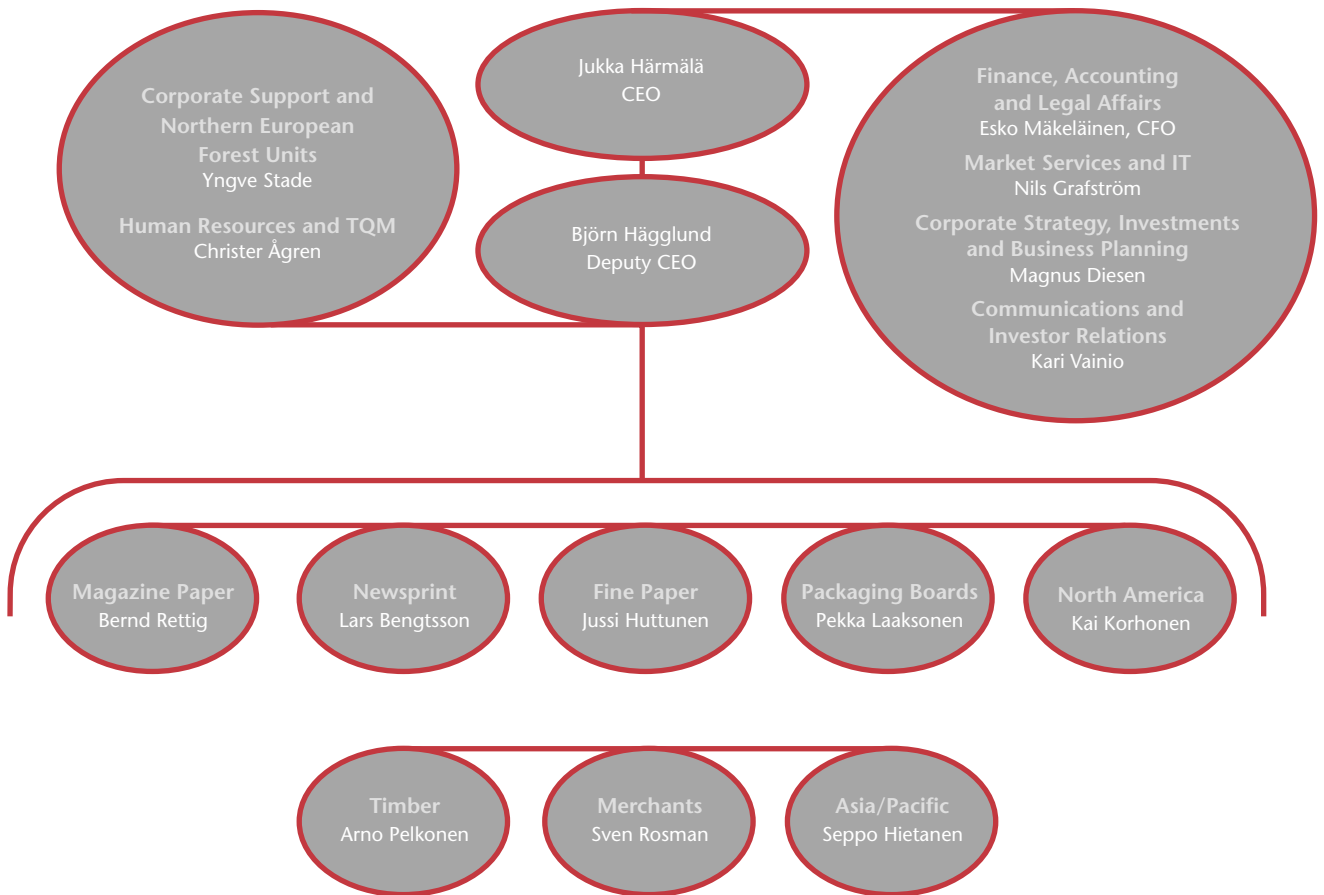 Jukka Härmälä
CEO
Björn Hägglund
Deputy CEO
Corporate Support and
Northern European
Forest Units
Yngve Stade
Human Resources and TQM
Christer Ågren
Finance, Accounting
and Legal Affairs
Esko Mäkeläinen, CFO
Market Services and IT
Nils Grafström
Corporate Strategy, Investments
and Business Planning
Magnus Diesen
Communications and
Investor Relations
Kari Vainio
Magazine Paper
Bernd Rettig
Newsprint
Lars Bengtsson
Fine Paper
Jussi Huttunen
Packaging Boards
Pekka Laaksonen
North America
Kai Korhonen
Timber
Arno Pelkonen
Merchants
Sven Rosman
Asia/Pacific
Seppo Hietanen